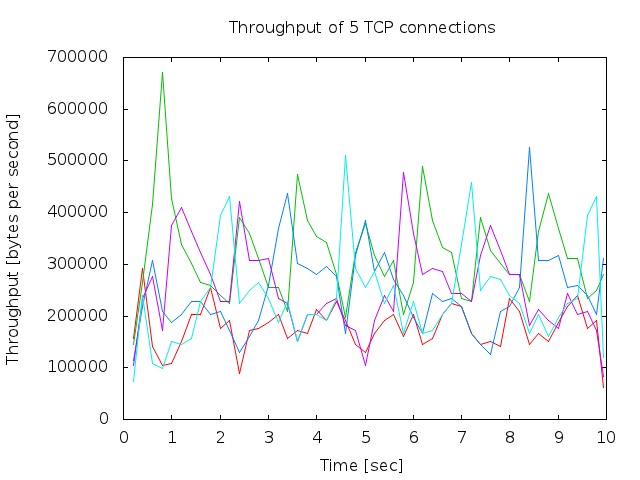 Throughput of 5 TCP connections
Throughput [bytes per second]
700000
600000
500000
400000
300000
200000
100000
0
0 1 2 3 4 5 6 7 8 9 10
Time [sec]